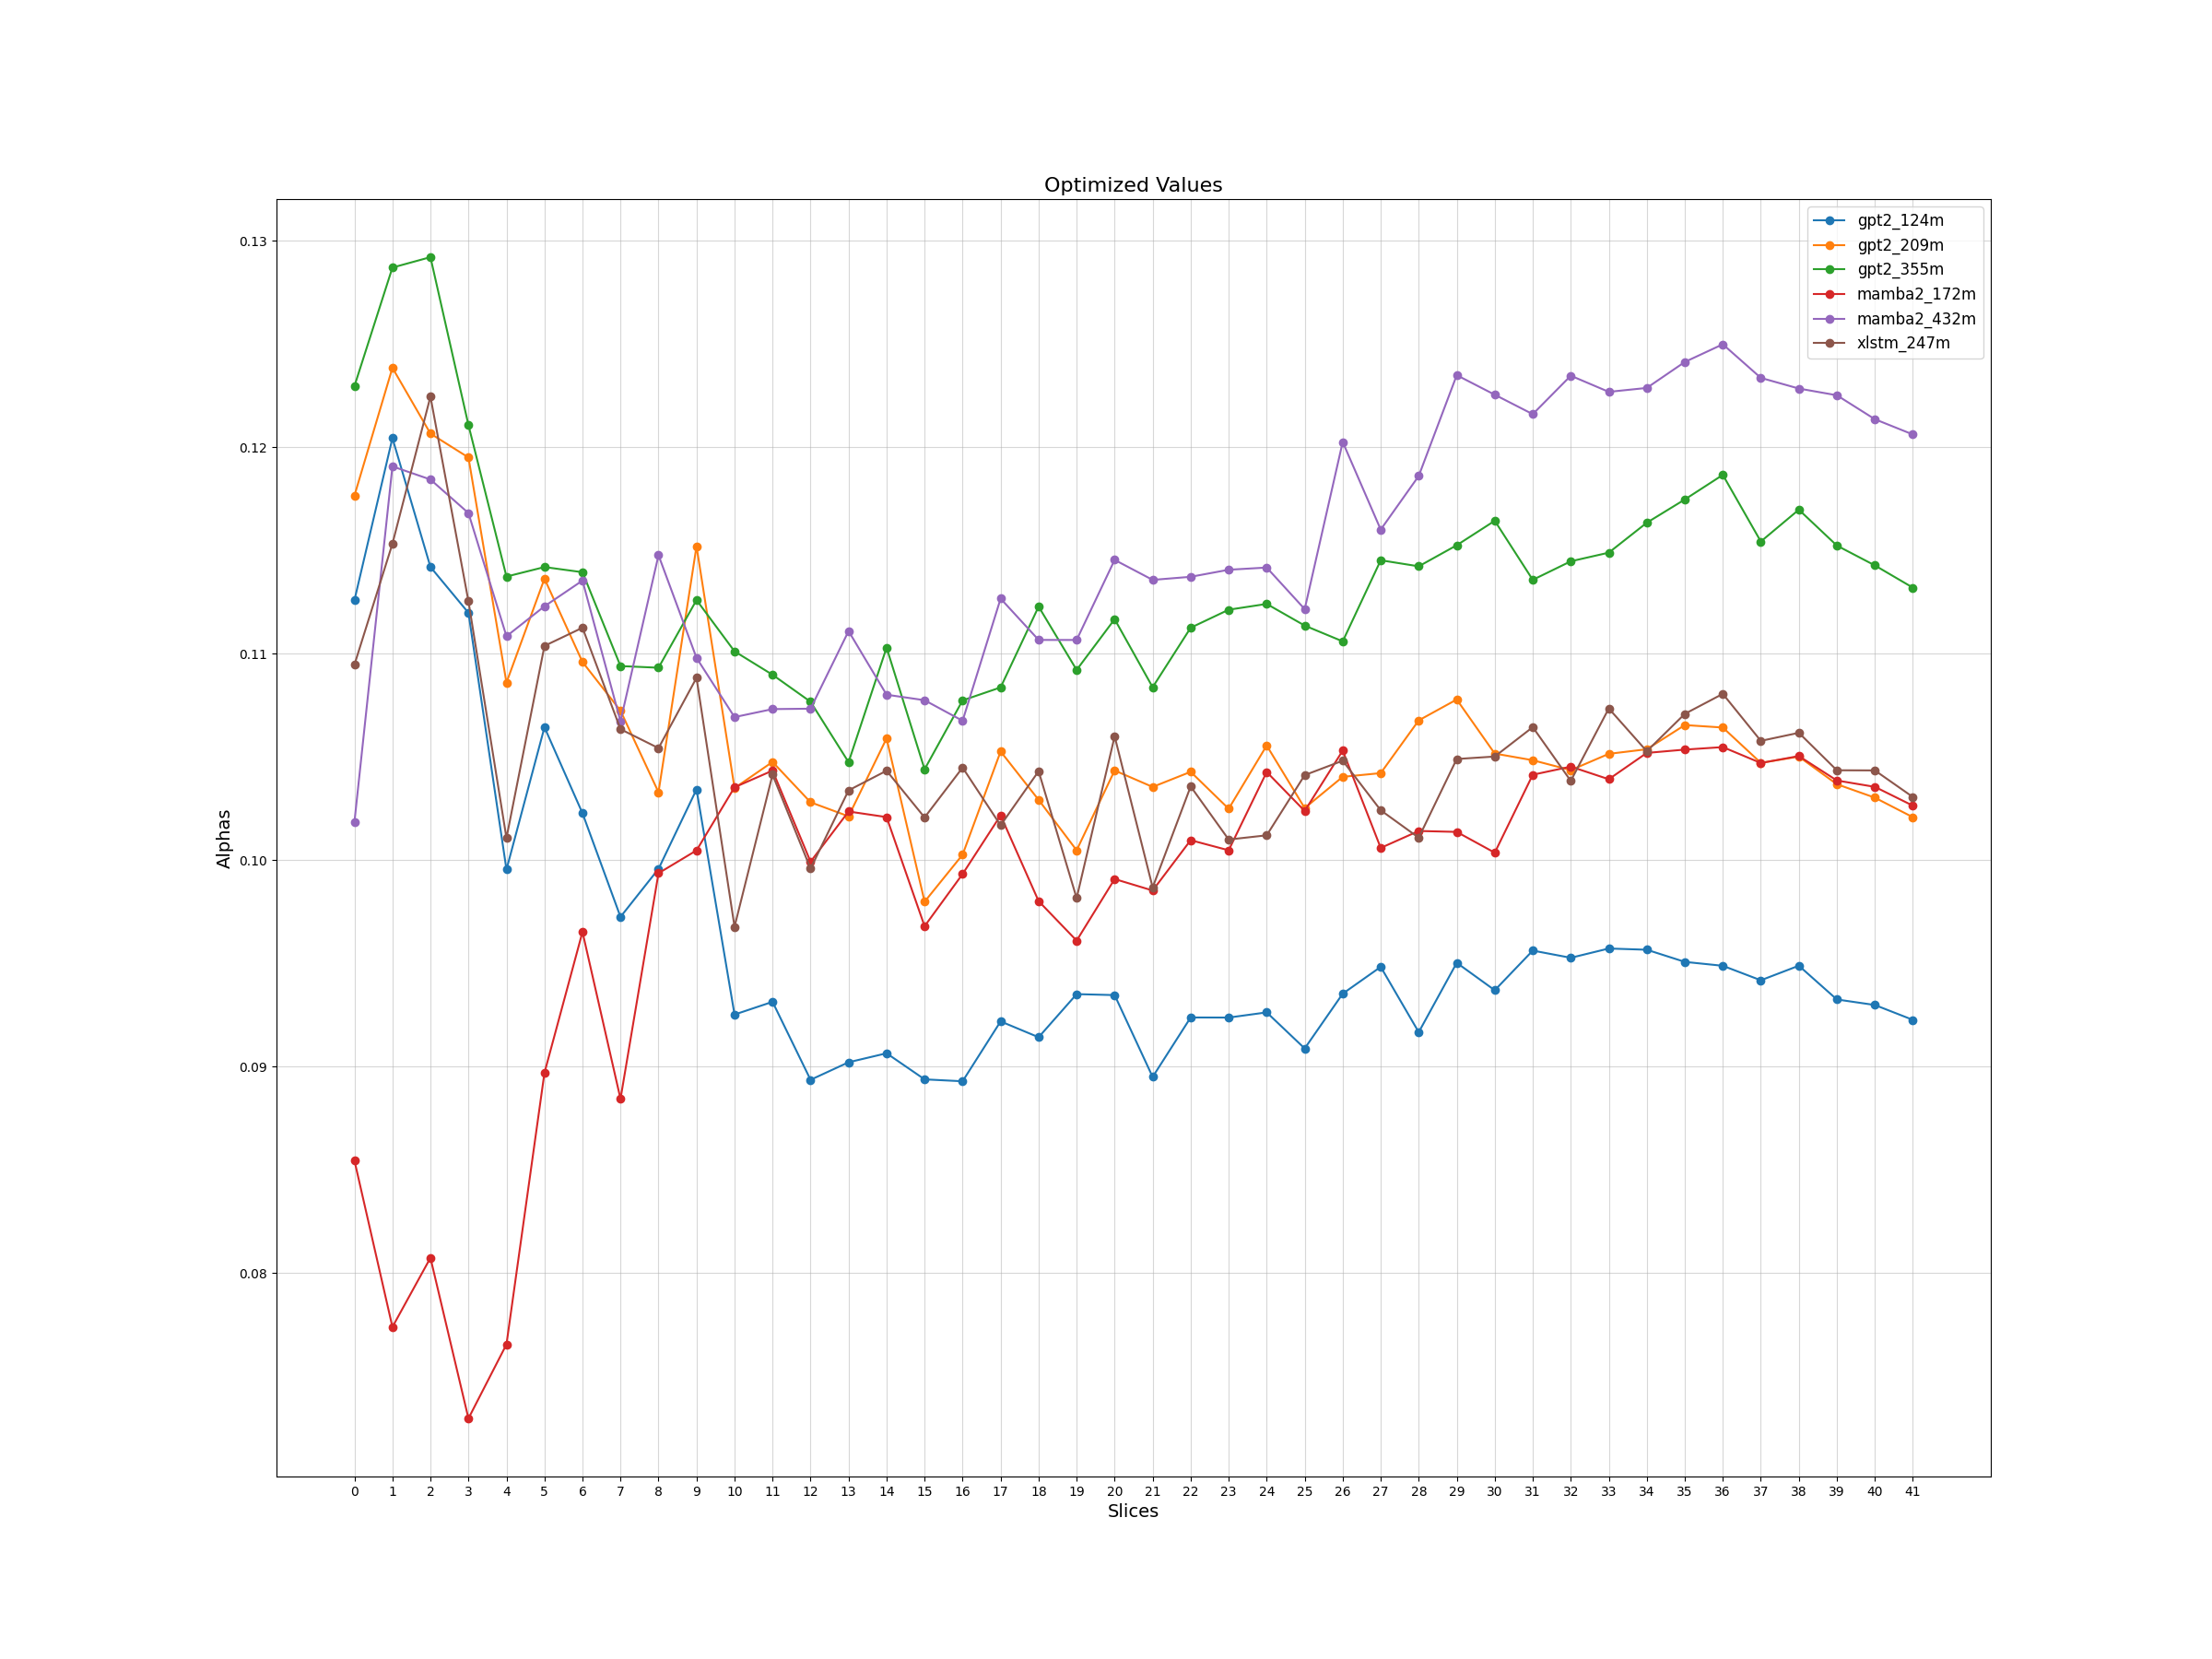 Optimized Values
gpt2_124m
gpt2_209m
gpt2_355m
mamba2_172m
mamba2_432m
xlstm_247m
0.13
0.12
0.11
0.10
0.09
0.08
Alphas
0 1 2 3 4 5 6 7 8 9 10 11 12 13 14 15 16 17 18 19 20 21 22 23 24 25 26 27 28 29 30 31 32 33 34 35 36 37 38 39 40 41
Slices